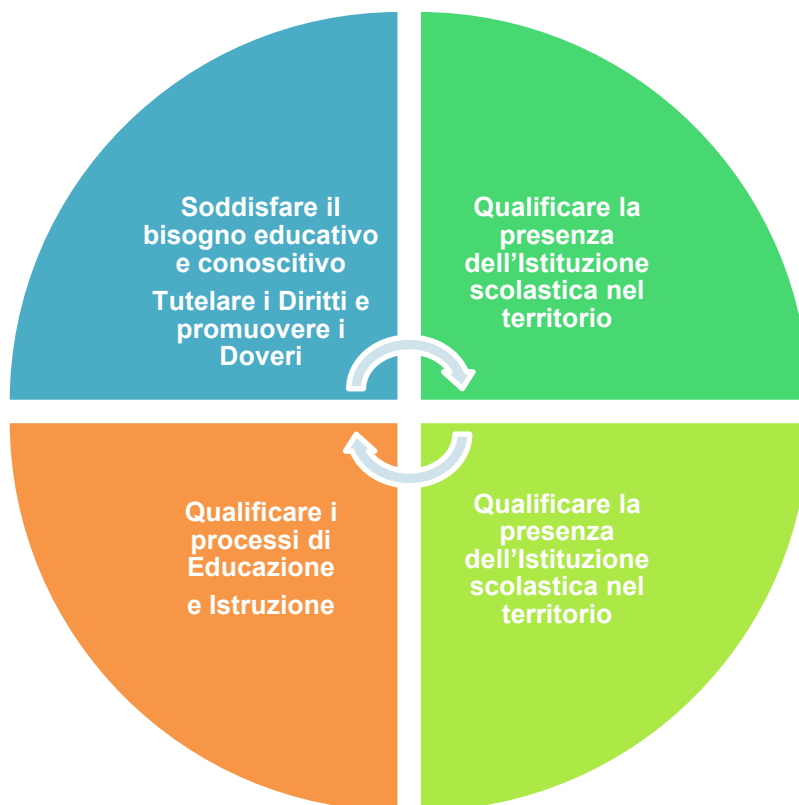 Soddisfare il
bisogno educativo
e conoscitivo
Tutelare i Diritti e
promuovere i
Doveri
Qualificare la
presenza
dell’Istituzione
scolastica nel
territorio
Qualificare i
processi di
Educazione
e Istruzione
Qualificare la
presenza
dell’Istituzione
scolastica nel
territorio